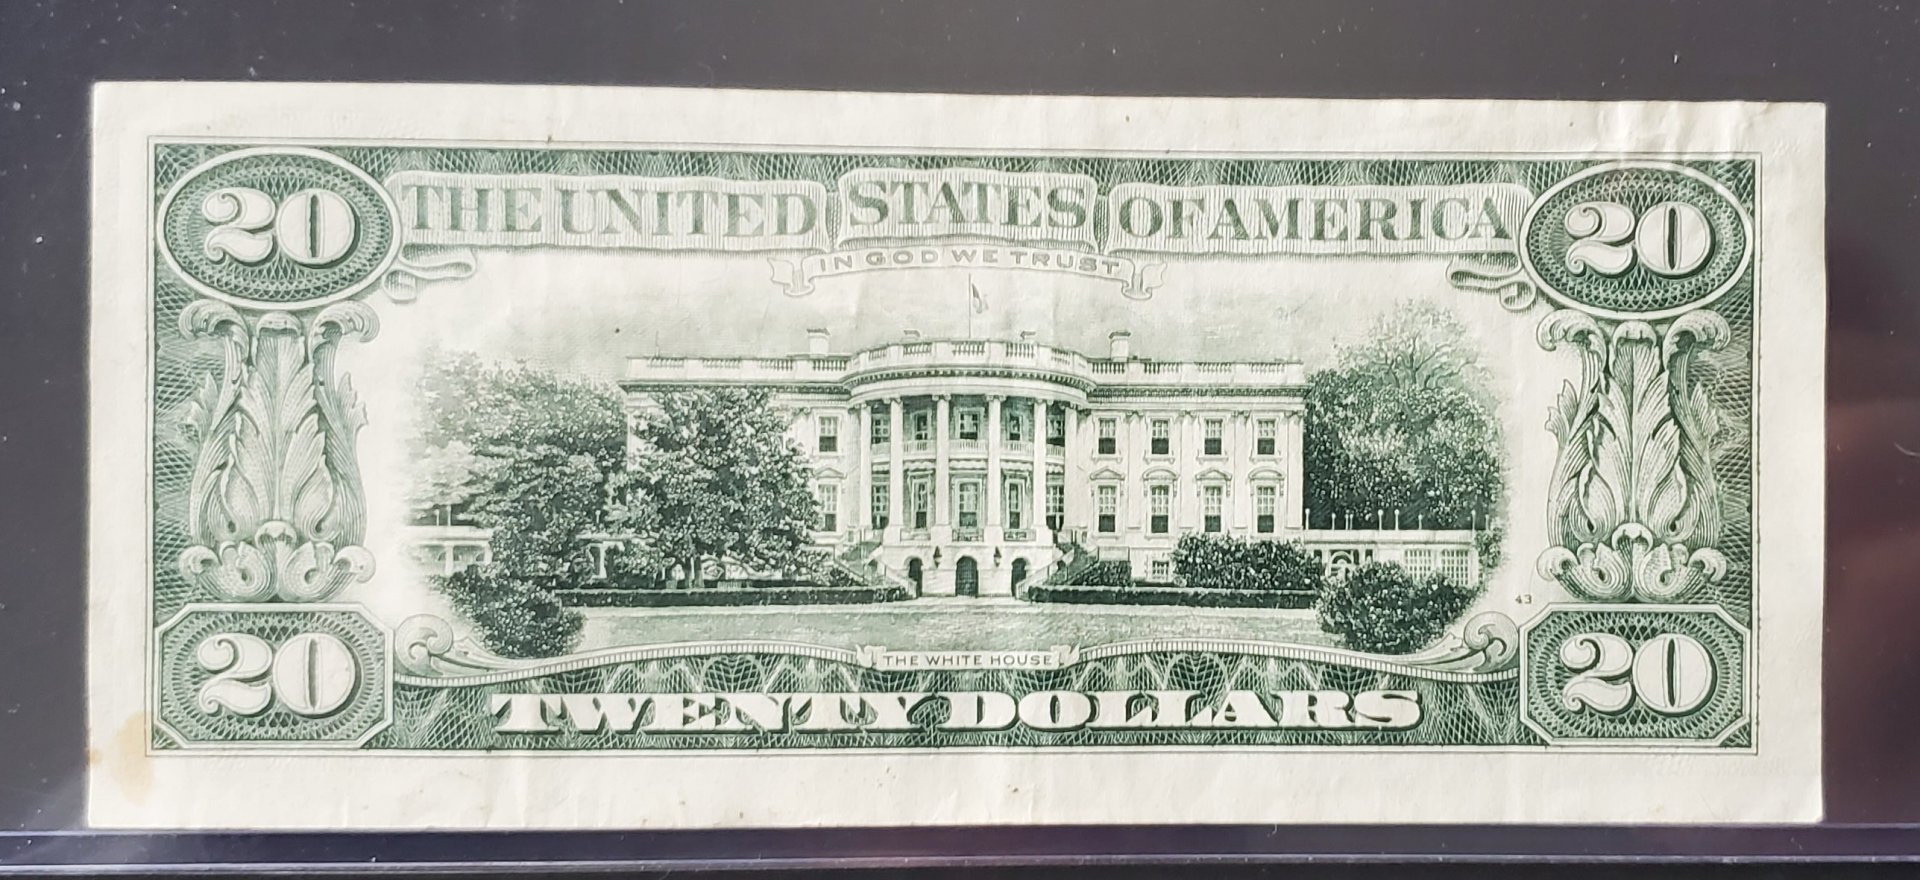 20 THE UNITED STATES OF AMERICA 20
IN GOD WE TRUST
43
THE WHITE HOUSE
20 TWENTY DOLLARS 20